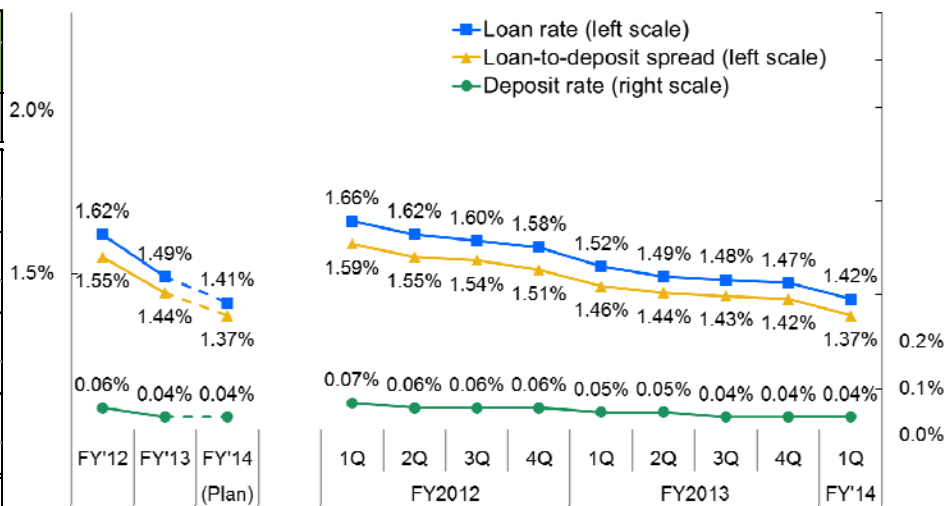 Loan rate (left scale)
Loan-to-deposit spread (left scale)
Deposit rate (right scale)
2.0%
1.5%
1.62% 1.49% 1.41%
1.55% 1.44% 1.37%
0.06% 0.04% 0.04%
1.66% 1.62% 1.60% 1.58% 1.52% 1.49% 1.48% 1.47% 1.42%
1.59% 1.55% 1.54% 1.51% 1.46% 1.44% 1.43% 1.42% 1.37%
0.07% 0.06% 0.06% 0.06% 0.05% 0.05% 0.04% 0.04% 0.04%
0.2%
0.1%
0.0%
FY'12 FY'13 FY'14
(Plan)
1Q 2Q 3Q 4Q 1Q 2Q 3Q 4Q 1Q
FY2012 FY2013 FY'14